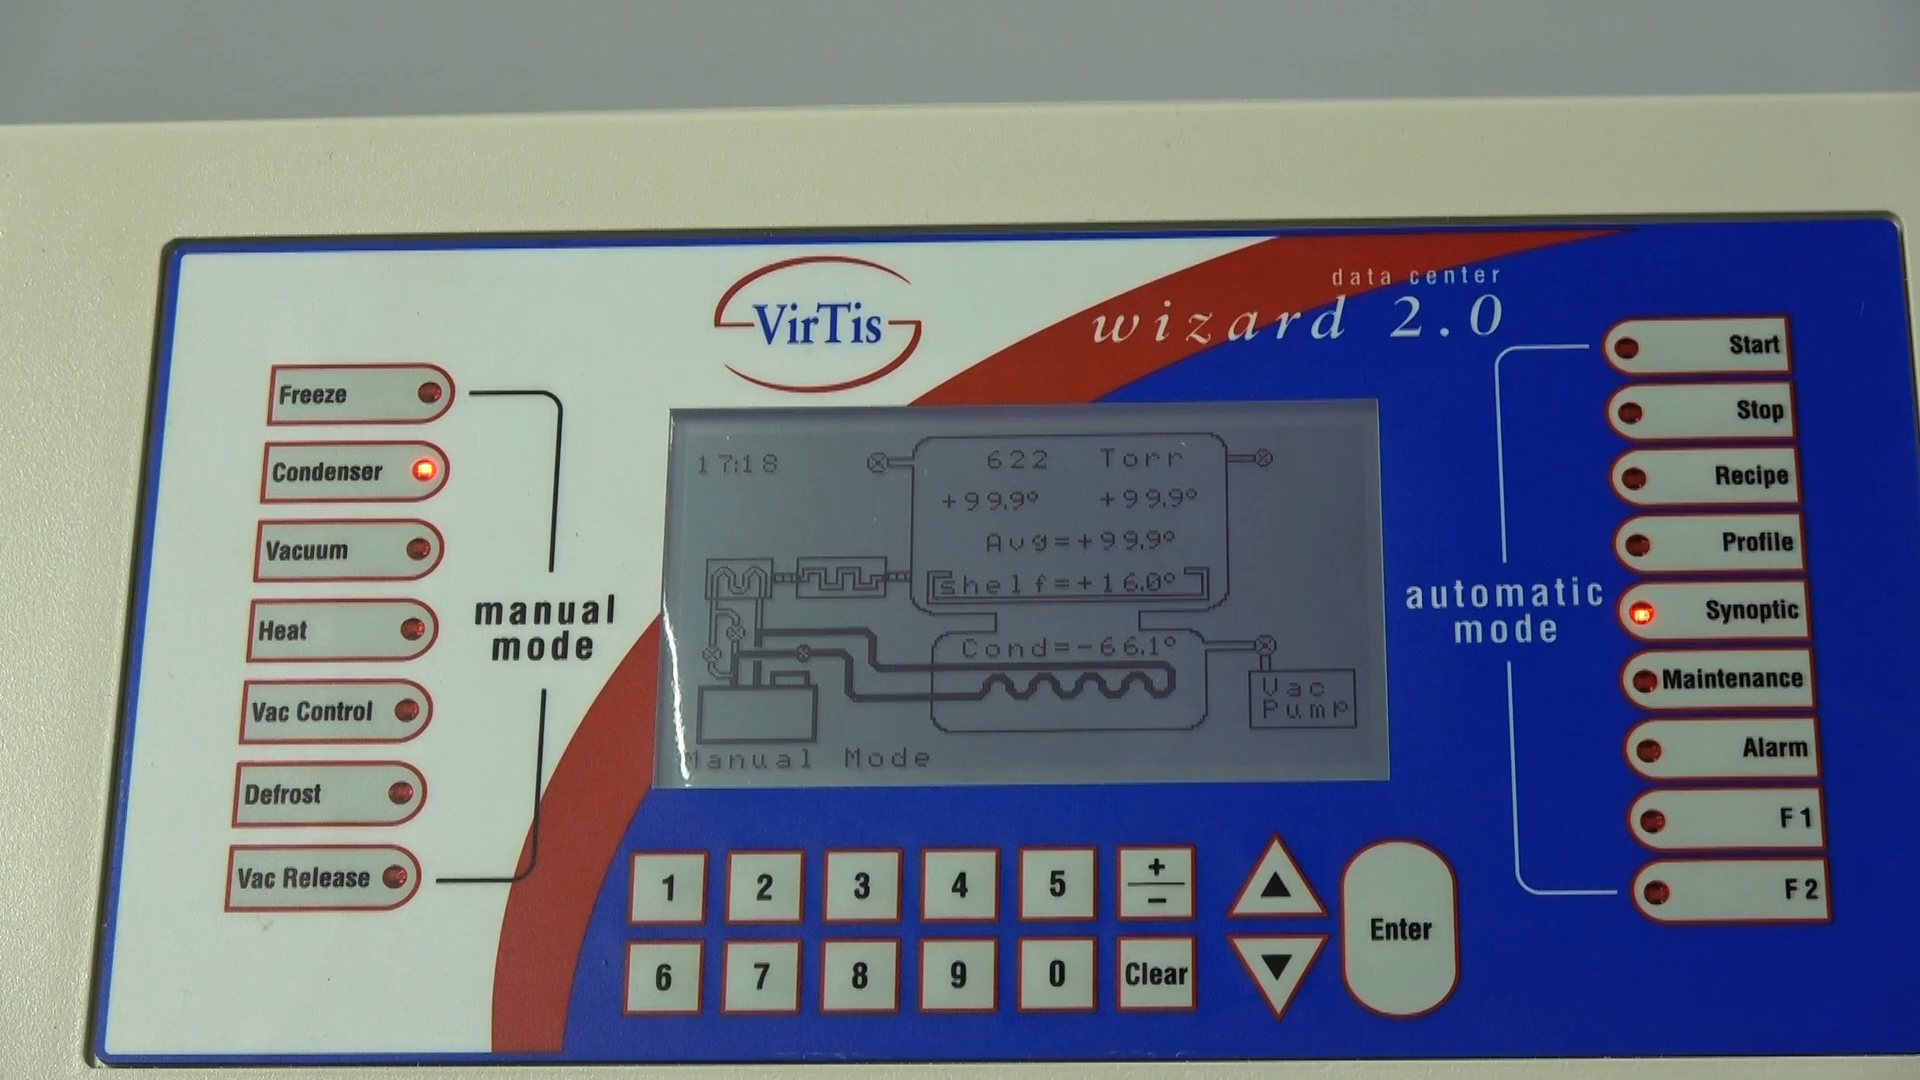 data center
wizard 2.0
VirTis
Freeze
Condenser
Vacuum
Heat
Vac Control
Defrost
Vac Release
manual
mode
17:18
622 Torr
+99.9° +99.9°
Avg=+99.9°
shelf=+16.0°
Cond=-66.1°
Vac
Pump
Manual Mode
automatic
mode
Start
Stop
Recipe
Profile
Synoptic
Maintenance
Alarm
F1
F2
1 2 3 4 5 + −
6 7 8 9 0 Clear
Enter